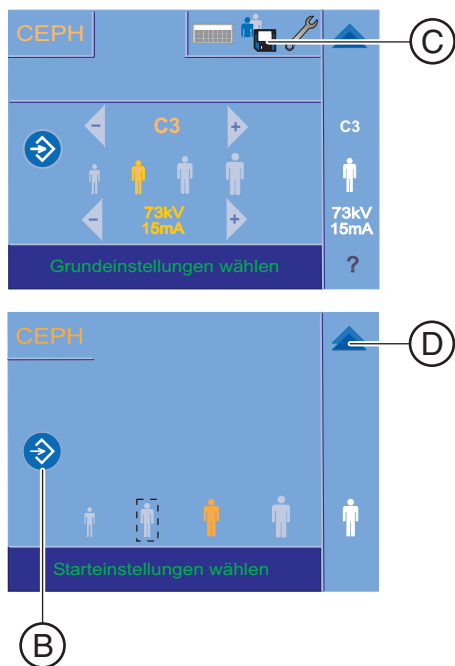 CEPH
C
- C3 +
C3
- 73kV +
15mA
73kV
15mA
Grundeinstellungen wählen
?
CEPH
D
Starteinstellungen wählen
B